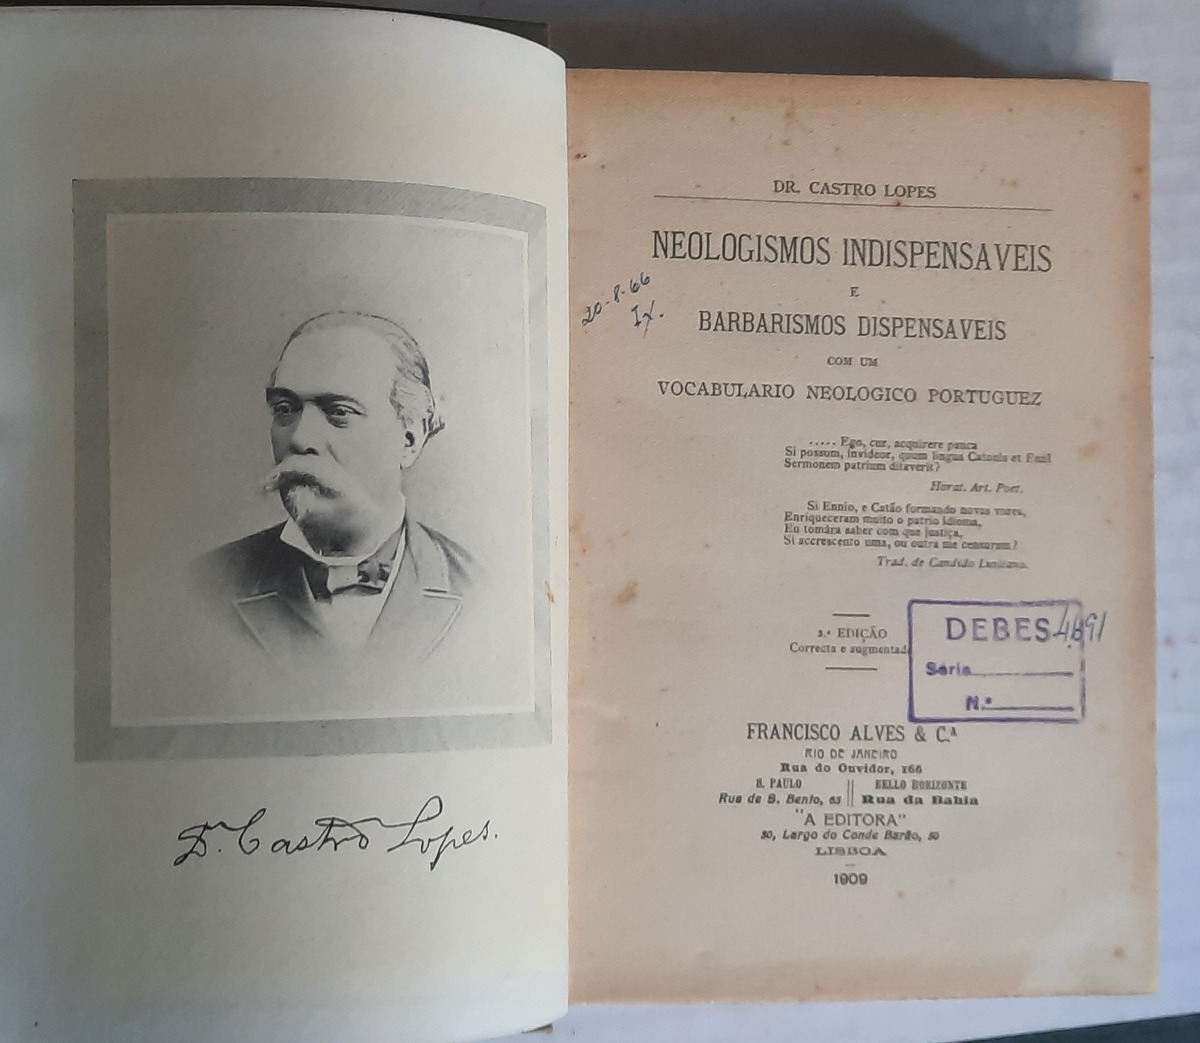 Dr. Castro Lopes.
DR. CASTRO LOPES
NEOLOGISMOS INDISPENSAVEIS
E
BARBARISMOS DISPENSAVEIS
COM UM
VOCABULARIO NEOLOGICO PORTUGUEZ
20-8-66
..... Ego, cur, acquirere pauca
Si possum, invideor, quum lingua Catonis et Enni
Sermonem patrium ditaverit?
Horat. Art. Poet.
Si Ennio, e Catão formando novas vozes,
Enriqueceram muito o patrio idioma,
Eu tomára saber com que justiça,
Si accrescento uma, ou outra me censuram?
Trad. de Candido Lusitano.
2.ª EDIÇÃO
Correcta e augmentada
DEBES
Série
N.º
FRANCISCO ALVES & C.ª
RIO DE JANEIRO
Rua do Ouvidor, 166
S. PAULO
Rua de S. Bento, 65
BELLO HORIZONTE
Rua da Bahia
"A EDITORA"
50, Largo do Conde Barão, 50
LISBOA
1909